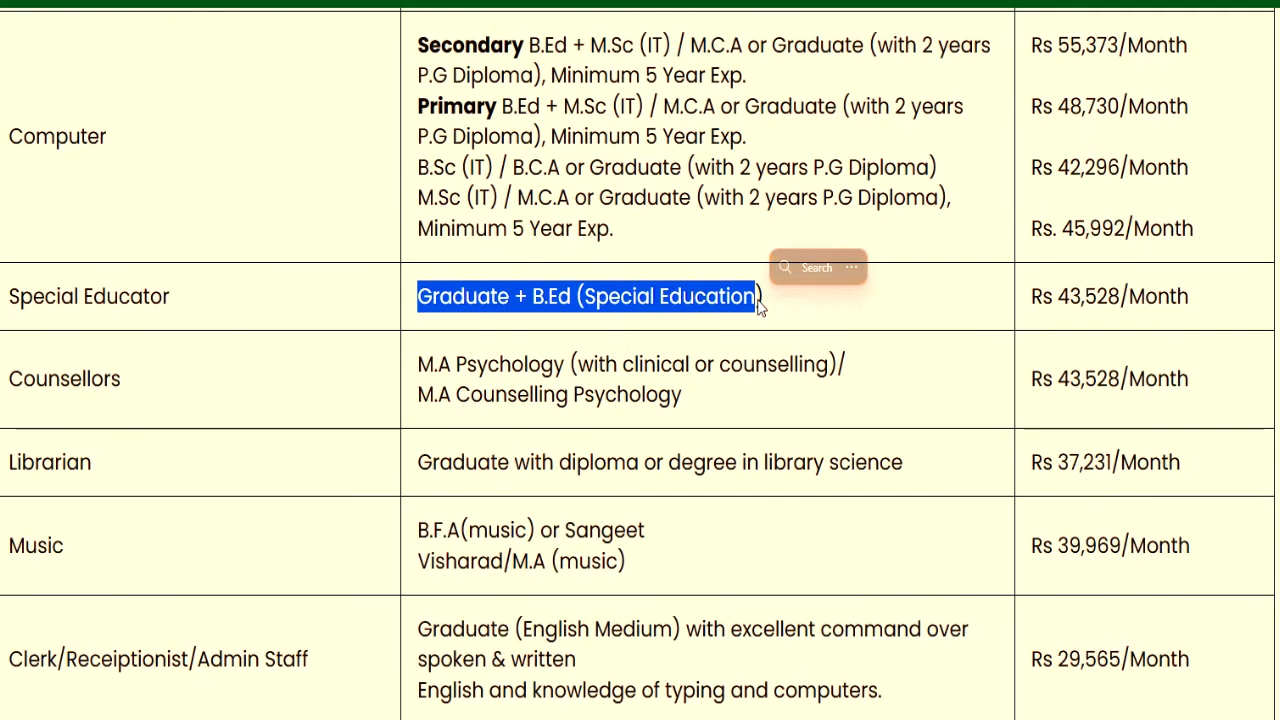 Secondary B.Ed + M.Sc (IT) / M.C.A or Graduate (with 2 years Rs 55,373/Month
P.G Diploma), Minimum 5 Year Exp.
Primary B.Ed + M.Sc (IT) / M.C.A or Graduate (with 2 years Rs 48,730/Month
Computer P.G Diploma), Minimum 5 Year Exp.
B.Sc (IT) / B.C.A or Graduate (with 2 years P.G Diploma) Rs 42,296/Month
M.Sc (IT) / M.C.A or Graduate (with 2 years P.G Diploma),
Minimum 5 Year Exp. Rs. 45,992/Month
Search
Special Educator Graduate + B.Ed (Special Education) Rs 43,528/Month
M.A Psychology (with clinical or counselling)/
Counsellors Rs 43,528/Month
M.A Counselling Psychology
Librarian Graduate with diploma or degree in library science Rs 37,231/Month
B.F.A(music) or Sangeet
Music Rs 39,969/Month
Visharad/M.A (music)
Graduate (English Medium) with excellent command over
Clerk/Receiptionist/Admin Staff spoken & written Rs 29,565/Month
English and knowledge of typing and computers.